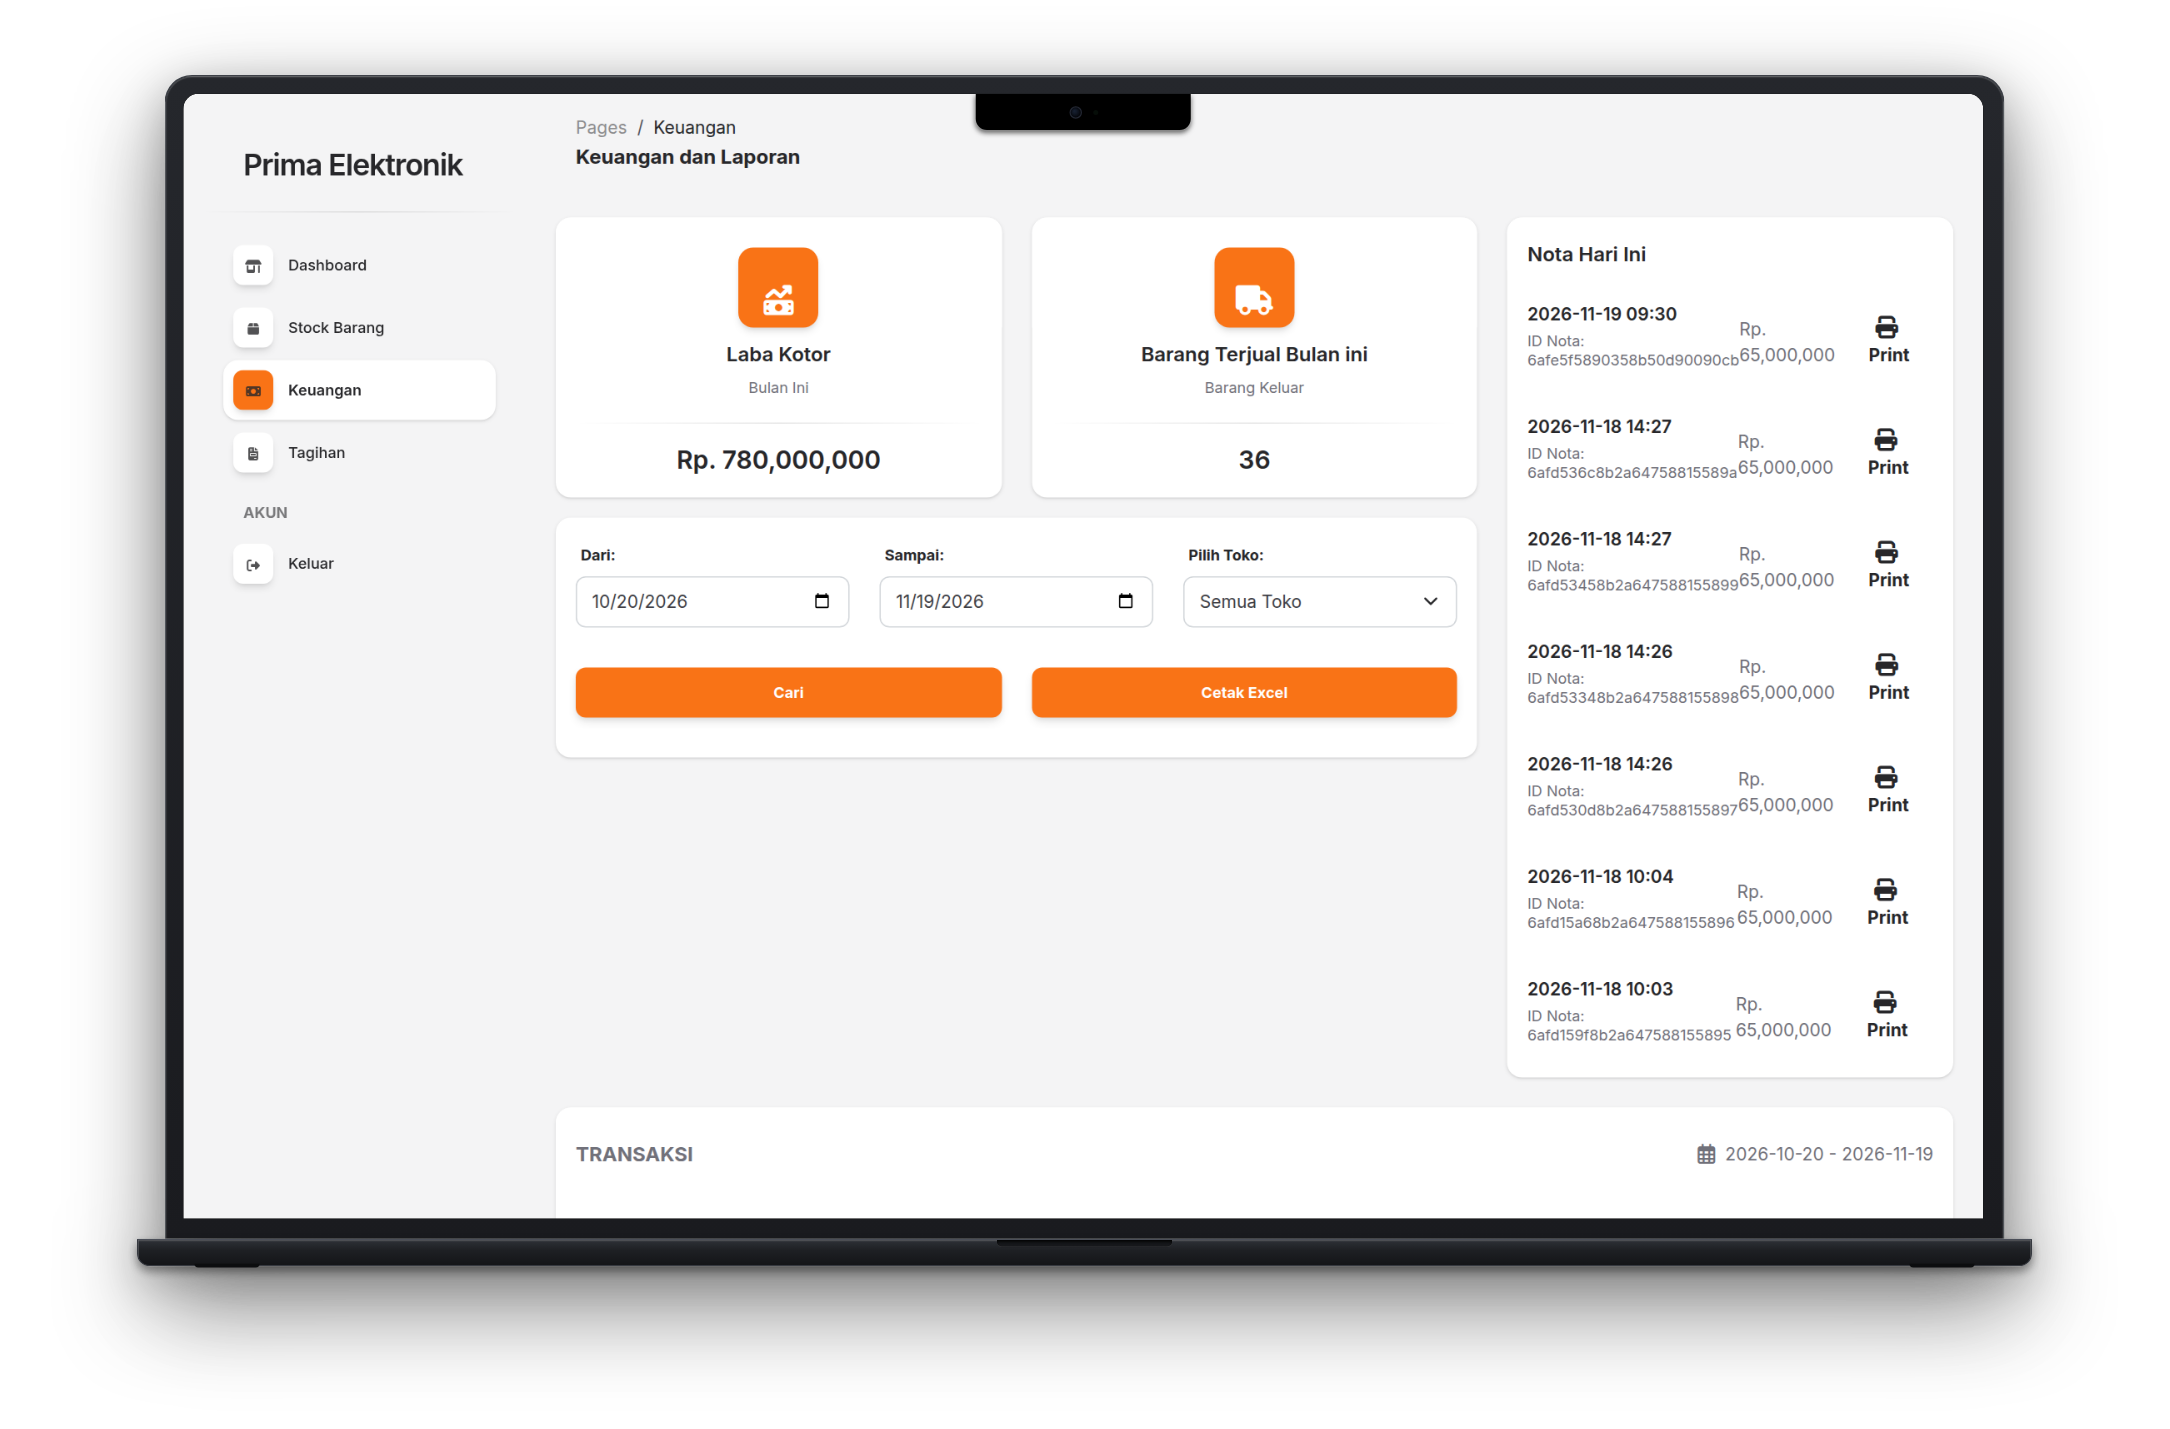 Prima Elektronik
Dashboard
Stock Barang
Keuangan
Tagihan
AKUN
Keluar
Pages / Keuangan
Keuangan dan Laporan
Laba Kotor
Bulan Ini
Rp. 780,000,000
Barang Terjual Bulan ini
Barang Keluar
36
Dari:
10/20/2026
Sampai:
11/19/2026
Pilih Toko:
Semua Toko
Cari
Cetak Excel
Nota Hari Ini
2026-11-19 09:30
ID Nota:
6afe5f5890358b50d90090cb
Rp.
65,000,000
Print
2026-11-18 14:27
ID Nota:
6afd536c8b2a64758815589a
Rp.
65,000,000
Print
2026-11-18 14:27
ID Nota:
6afd53458b2a647588155899
Rp.
65,000,000
Print
2026-11-18 14:26
ID Nota:
6afd53348b2a647588155898
Rp.
65,000,000
Print
2026-11-18 14:26
ID Nota:
6afd530d8b2a647588155897
Rp.
65,000,000
Print
2026-11-18 10:04
ID Nota:
6afd15a68b2a647588155896
Rp.
65,000,000
Print
2026-11-18 10:03
ID Nota:
6afd159f8b2a647588155895
Rp.
65,000,000
Print
TRANSAKSI
2026-10-20 - 2026-11-19